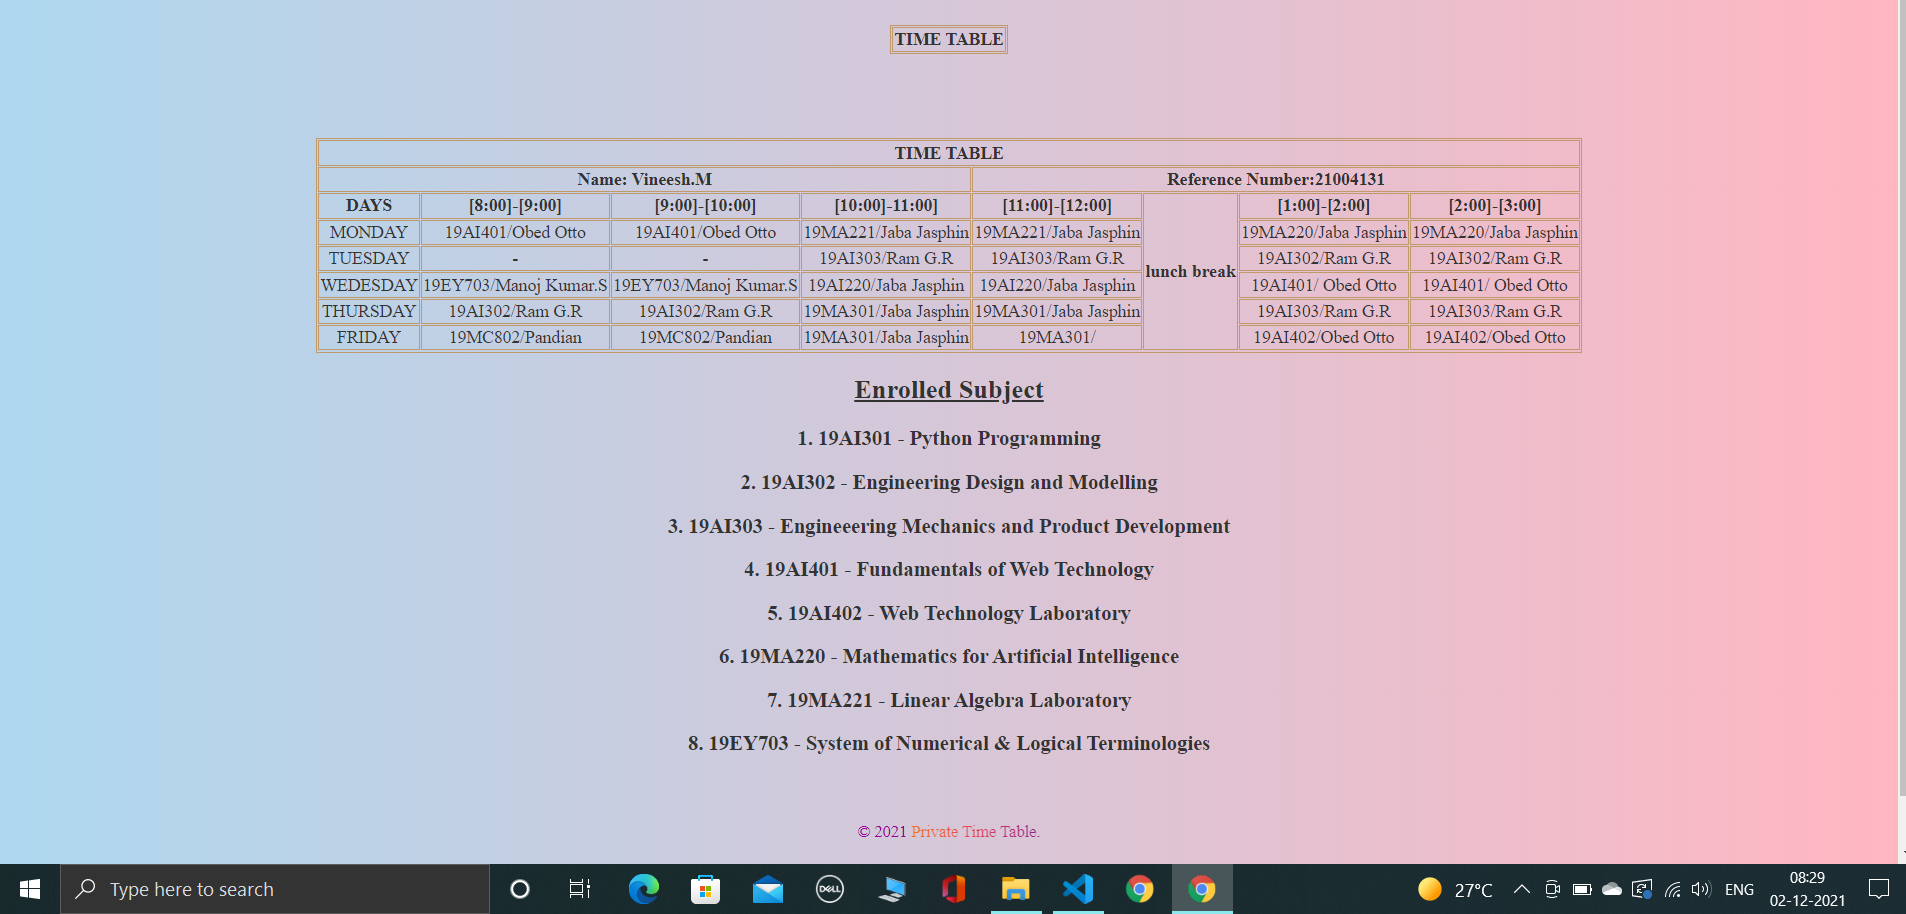 TIME TABLE
TIME TABLE
Name: Vineesh.M Reference Number:21004131
DAYS [8:00]-[9:00] [9:00]-[10:00] [10:00]-11:00] [11:00]-[12:00] lunch break [1:00]-[2:00] [2:00]-[3:00]
MONDAY 19AI401/Obed Otto 19AI401/Obed Otto 19MA221/Jaba Jasphin 19MA221/Jaba Jasphin 19MA220/Jaba Jasphin 19MA220/Jaba Jasphin
TUESDAY - - 19AI303/Ram G.R 19AI303/Ram G.R 19AI302/Ram G.R 19AI302/Ram G.R
WEDESDAY 19EY703/Manoj Kumar.S 19EY703/Manoj Kumar.S 19AI220/Jaba Jasphin 19AI220/Jaba Jasphin 19AI401/ Obed Otto 19AI401/ Obed Otto
THURSDAY 19AI302/Ram G.R 19AI302/Ram G.R 19MA301/Jaba Jasphin 19MA301/Jaba Jasphin 19AI303/Ram G.R 19AI303/Ram G.R
FRIDAY 19MC802/Pandian 19MC802/Pandian 19MA301/Jaba Jasphin 19MA301/ 19AI402/Obed Otto 19AI402/Obed Otto
Enrolled Subject
1. 19AI301 - Python Programming
2. 19AI302 - Engineering Design and Modelling
3. 19AI303 - Engineeering Mechanics and Product Development
4. 19AI401 - Fundamentals of Web Technology
5. 19AI402 - Web Technology Laboratory
6. 19MA220 - Mathematics for Artificial Intelligence
7. 19MA221 - Linear Algebra Laboratory
8. 19EY703 - System of Numerical & Logical Terminologies
© 2021 Private Time Table.
Type here to search DELL 27°C ENG 08:29
02-12-2021